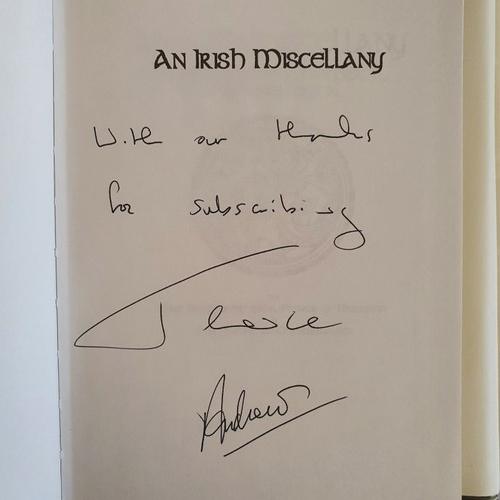 An Irish Miscellany
With our thanks
for subscribing
Andrew